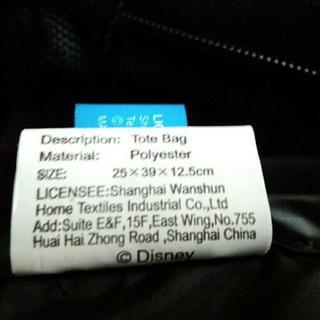 Description: Tote Bag
Material: Polyester
SIZE: 25×39×12.5cm
LICENSEE:Shanghai Wanshun
Home Textiles Industrial Co.,Ltd
Add:Suite E&F,15F,East Wing,No.755
Huai Hai Zhong Road ,Shanghai China
© Disney